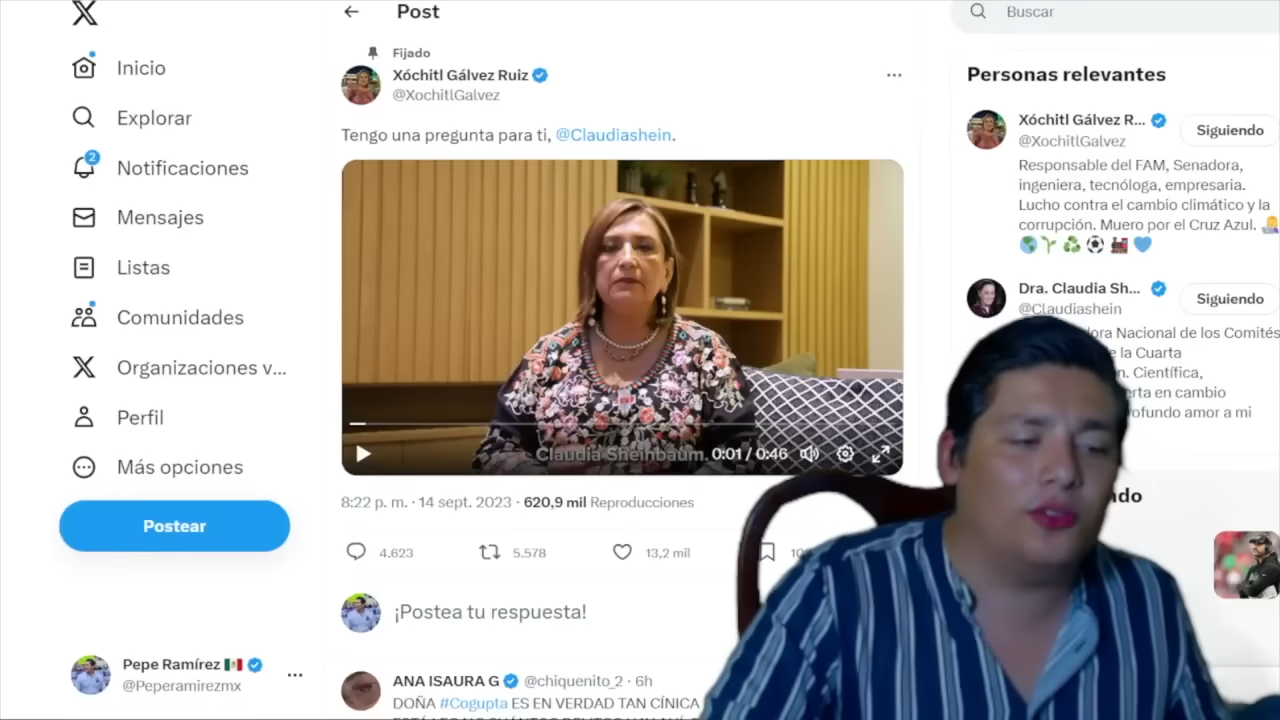 Inicio
Explorar
2
Notificaciones
Mensajes
Listas
Comunidades
Organizaciones v...
Perfil
Más opciones
Postear
Pepe Ramírez
@Peperamirezmx
Post
Fijado
Xóchitl Gálvez Ruiz
@XochitlGalvez
Tengo una pregunta para ti, @Claudiashein.
Claudia Sheinbaum.
0:01 / 0:46
8:22 p. m. · 14 sept. 2023 · 620,9 mil Reproducciones
4.623
5.578
13,2 mil
¡Postea tu respuesta!
ANA ISAURA G @chiquenito_2 · 6h
DOÑA #Cogupta ES EN VERDAD TAN CÍNICA
Buscar
Personas relevantes
Xóchitl Gálvez R...
@XochitlGalvez
Siguiendo
Responsable del FAM, Senadora,
ingeniera, tecnóloga, empresaria.
Lucho contra el cambio climático y la
corrupción. Muero por el Cruz Azul.
Dra. Claudia Sh...
@Claudiashein
Siguiendo
Nacional de los Comités
la Cuarta
Científica,
en cambio
amor a mi